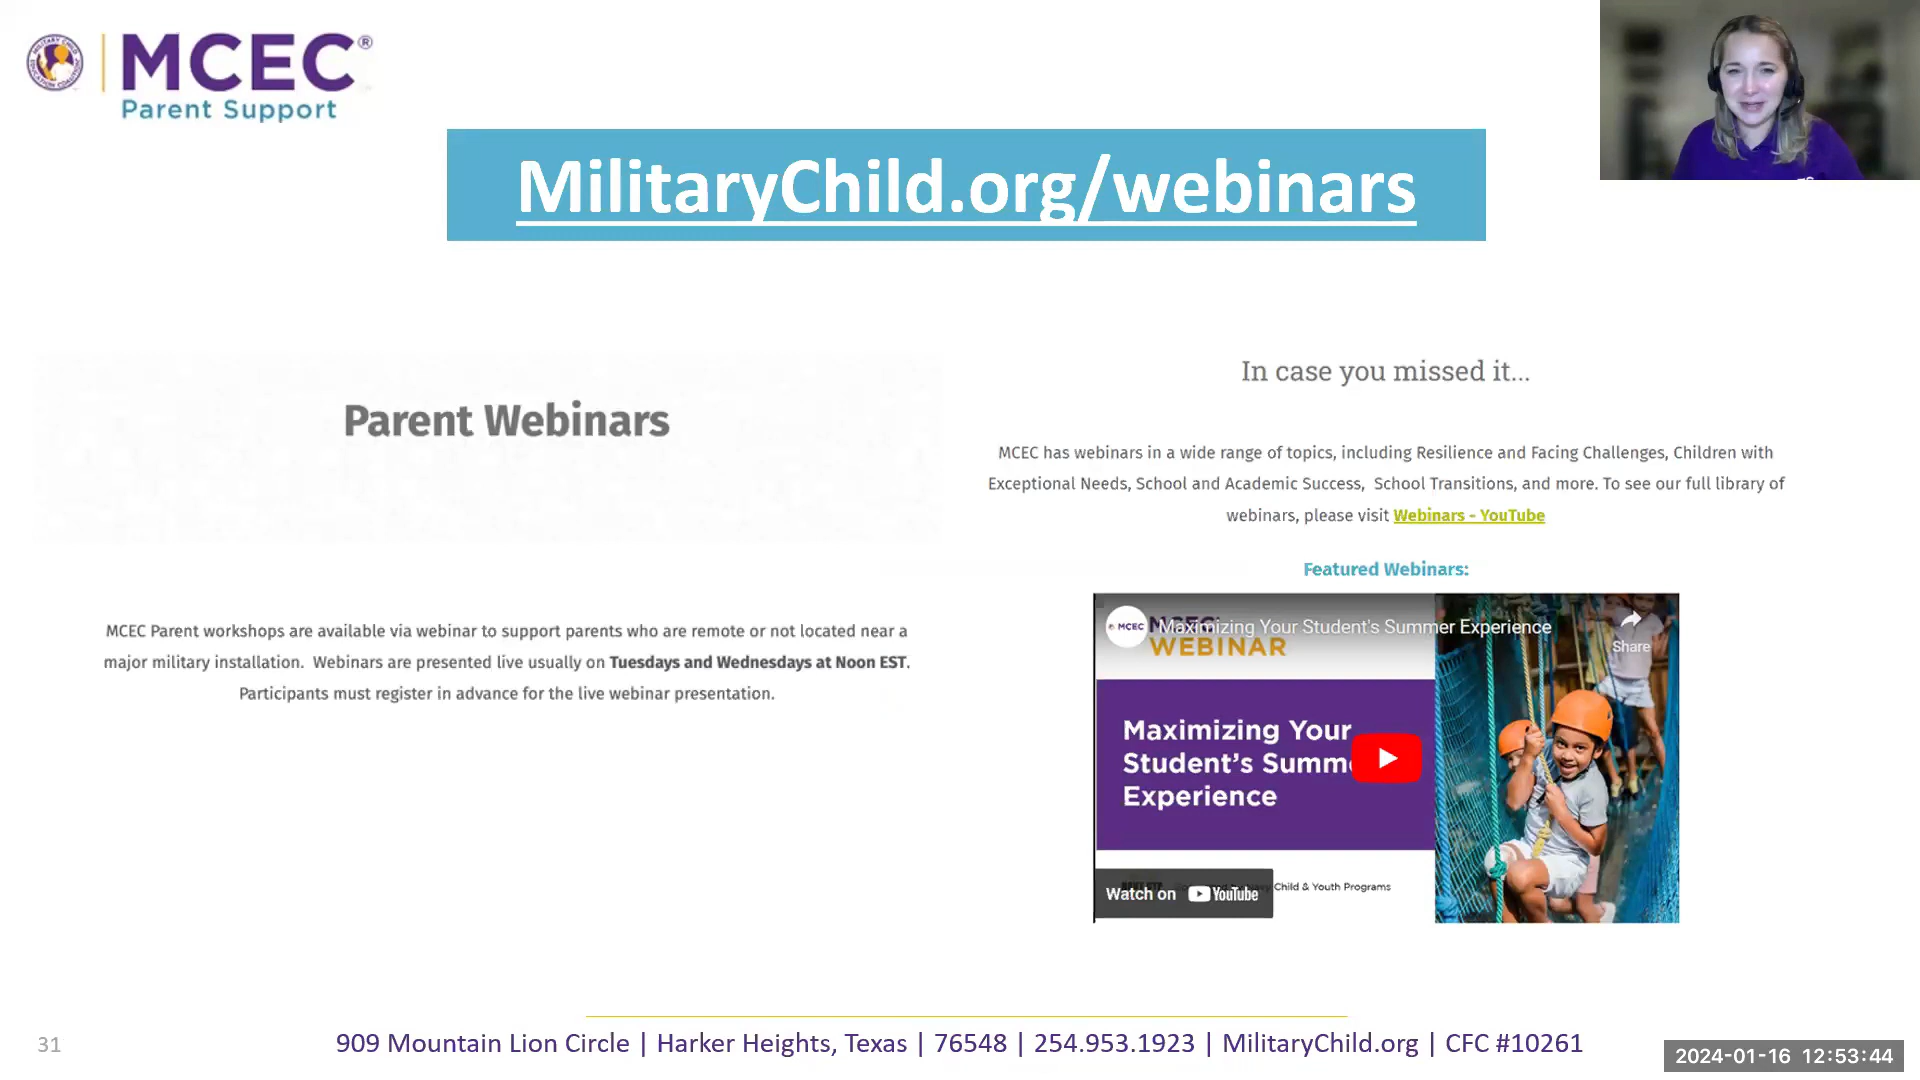 MCEC®
Parent Support
MilitaryChild.org/webinars
Parent Webinars
MCEC Parent workshops are available via webinar to support parents who are remote or not located near a
major military installation. Webinars are presented live usually on Tuesdays and Wednesdays at Noon EST.
Participants must register in advance for the live webinar presentation.
In case you missed it...
MCEC has webinars in a wide range of topics, including Resilience and Facing Challenges, Children with
Exceptional Needs, School and Academic Success, School Transitions, and more. To see our full library of
webinars, please visit Webinars - YouTube
Featured Webinars:
MCEC
Maximizing Your Student's Summer Experience
WEBINAR
Share
Maximizing Your
Student's Summe
Experience
Child & Youth Programs
Watch on YouTube
31
909 Mountain Lion Circle | Harker Heights, Texas | 76548 | 254.953.1923 | MilitaryChild.org | CFC #10261
2024-01-16 12:53:44